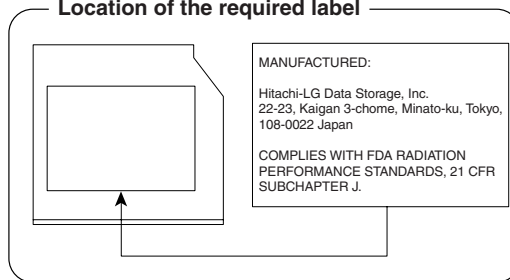 Location of the required label
MANUFACTURED:
Hitachi-LG Data Storage, Inc.
22-23, Kaigan 3-chome, Minato-ku, Tokyo,
108-0022 Japan
COMPLIES WITH FDA RADIATION
PERFORMANCE STANDARDS, 21 CFR
SUBCHAPTER J.